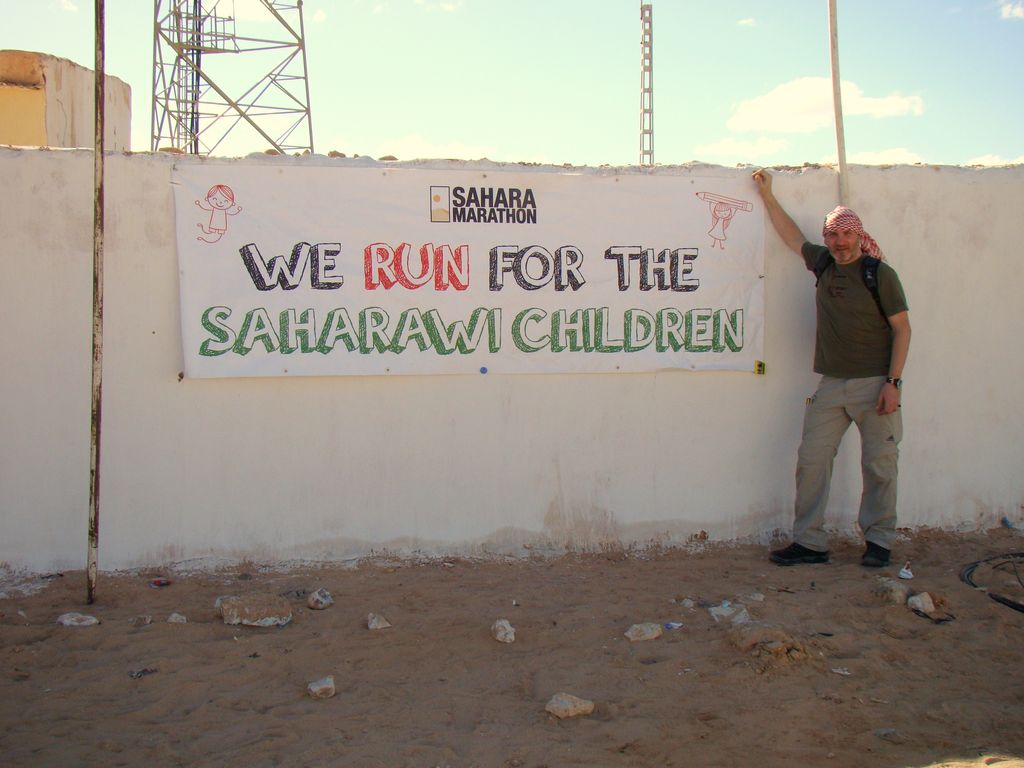 SAHARA
MARATHON
WE RUN FOR THE
SAHARAWI CHILDREN